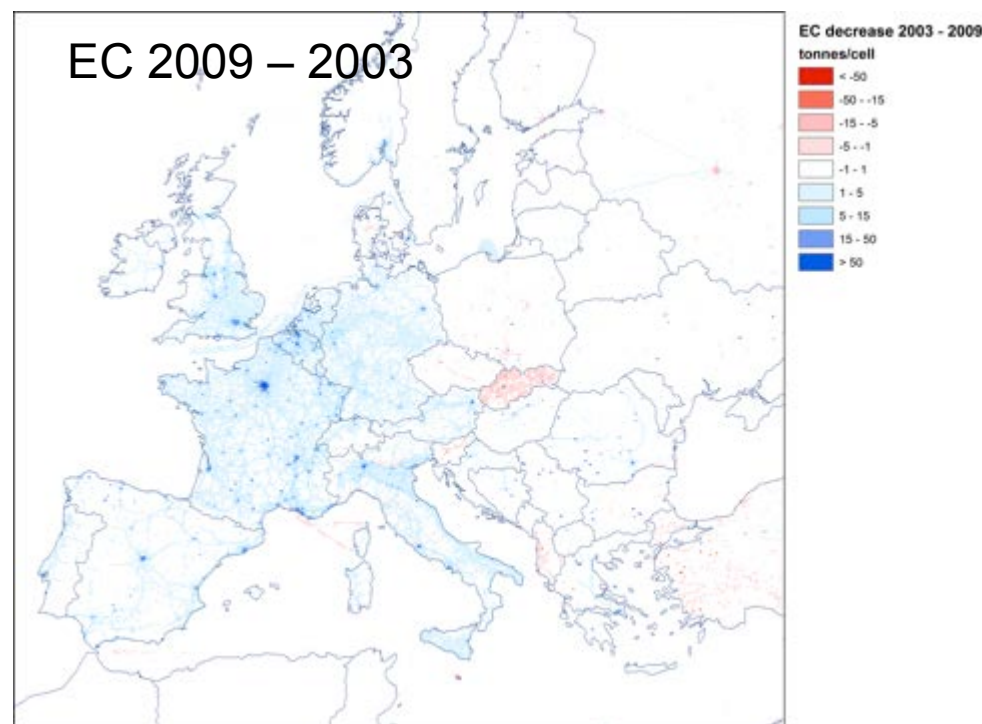 EC 2009 – 2003
EC decrease 2003 - 2009
tonnes/cell
< -50
-50 - -15
-15 - -5
-5 - -1
-1 - 1
1 - 5
5 - 15
15 - 50
> 50